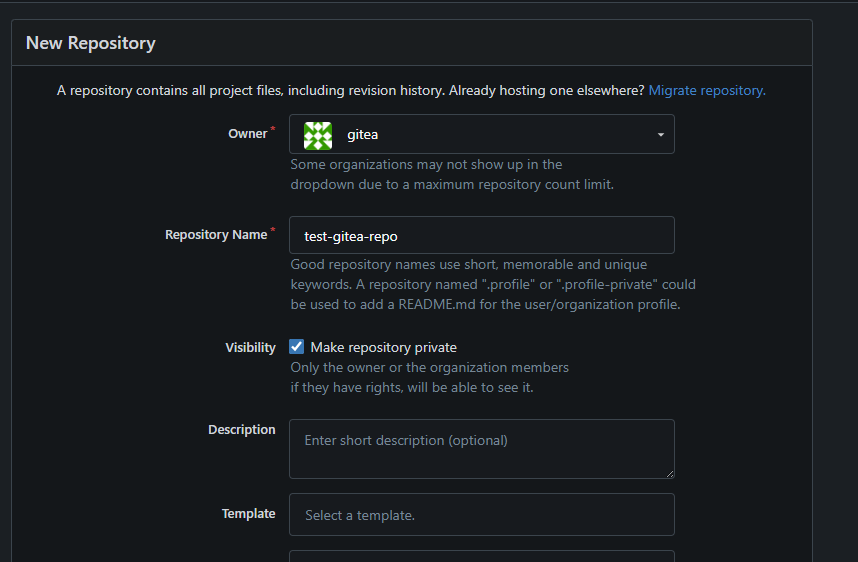 New Repository
A repository contains all project files, including revision history. Already hosting one elsewhere? Migrate repository.
Owner*
gitea
Some organizations may not show up in the
dropdown due to a maximum repository count limit.
Repository Name*
test-gitea-repo
Good repository names use short, memorable and unique
keywords. A repository named ".profile" or ".profile-private" could
be used to add a README.md for the user/organization profile.
Visibility
Make repository private
Only the owner or the organization members
if they have rights, will be able to see it.
Description
Enter short description (optional)
Template
Select a template.